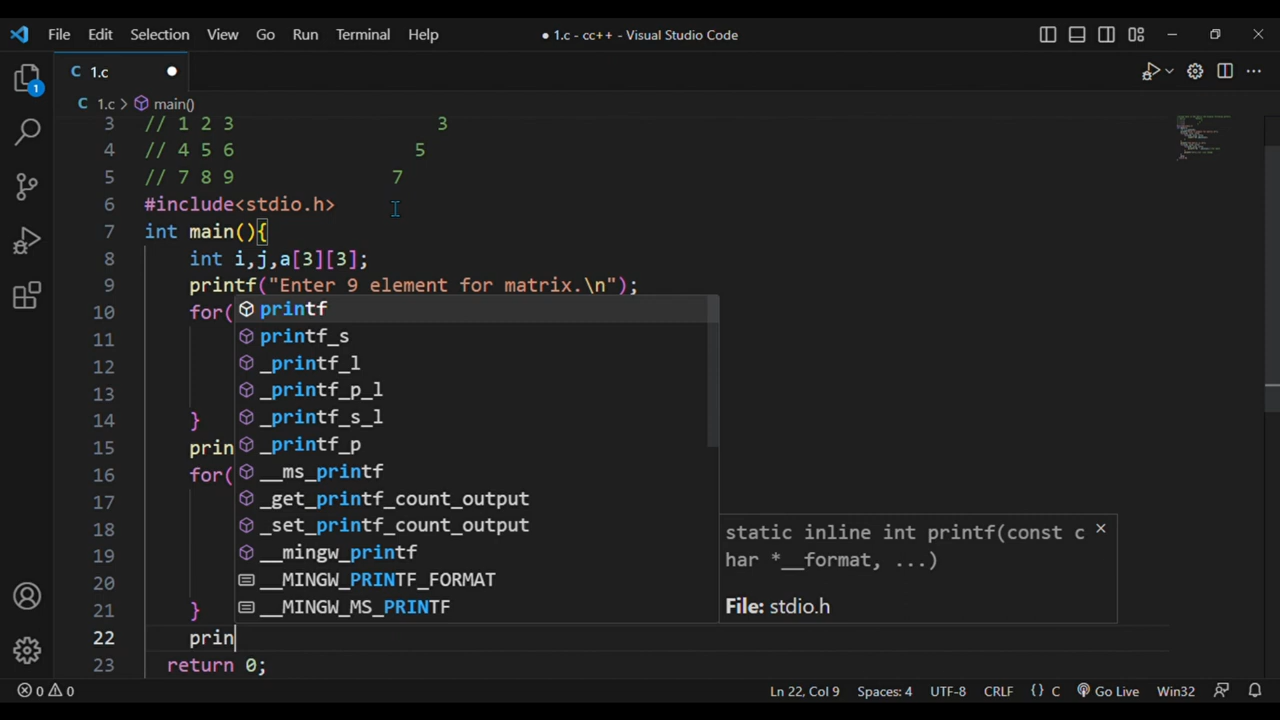 File Edit Selection View Go Run Terminal Help ● 1.c - cc++ - Visual Studio Code
C 1.c ●
C 1.c > main()
1
3 // 1 2 3 3
4 // 4 5 6 5
5 // 7 8 9 7
6 #include<stdio.h>
7 int main(){
8 int i,j,a[3][3];
9 printf("Enter 9 element for matrix.\n");
10 for(
printf
11
printf_s
12
_printf_l
13
_printf_p_l
14 }
_printf_s_l
15 prin
_printf_p
16 for(
__ms_printf
17
_get_printf_count_output
18
_set_printf_count_output
19
__mingw_printf
20
__MINGW_PRINTF_FORMAT
21 }
__MINGW_MS_PRINTF
static inline int printf(const c
har *__format, ...)
File: stdio.h
22 prin
23 return 0;
0 0 Ln 22, Col 9 Spaces: 4 UTF-8 CRLF {} C Go Live Win32